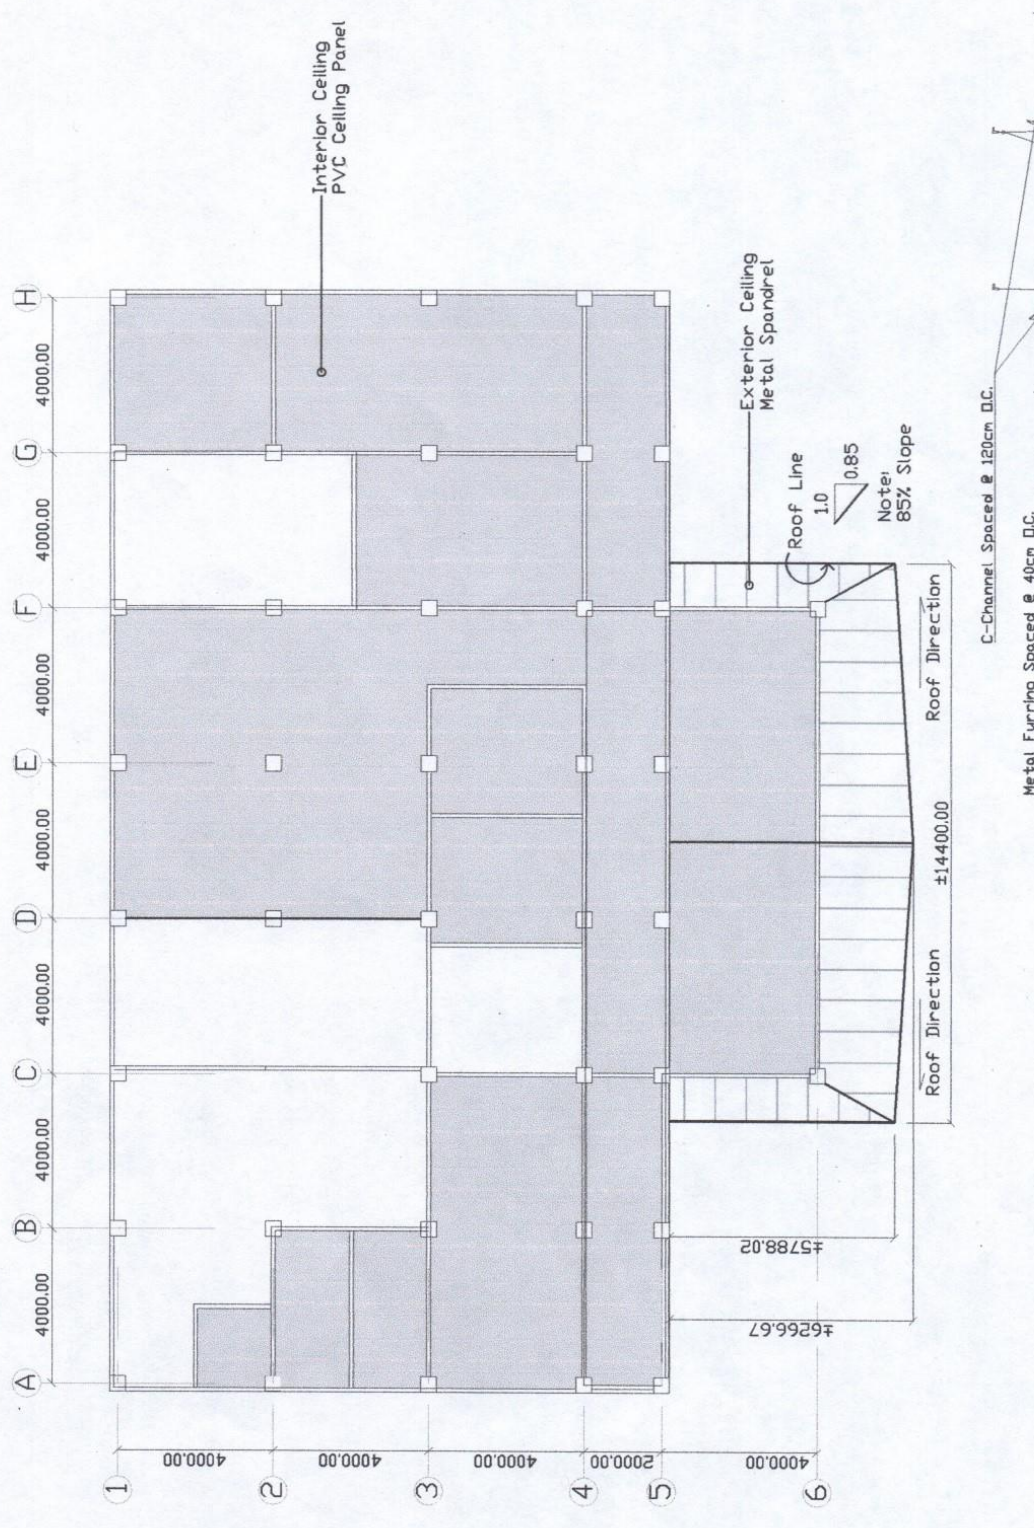 A
4000.00
B
4000.00
C
4000.00
D
4000.00
E
4000.00
F
4000.00
G
4000.00
H
1
4000.00
2
4000.00
3
4000.00
4
2000.00
5
4000.00
6
Interior Ceiling
PVC Ceiling Panel
Exterior Ceiling
Metal Spandrel
Roof Line
1.0
0.85
Note:
85% Slope
Roof Direction
Roof Direction
±14400.00
±5788.02
±6266.67
C-Channel Spaced @ 120cm O.C.
Metal Furring Spaced @ 40cm O.C.